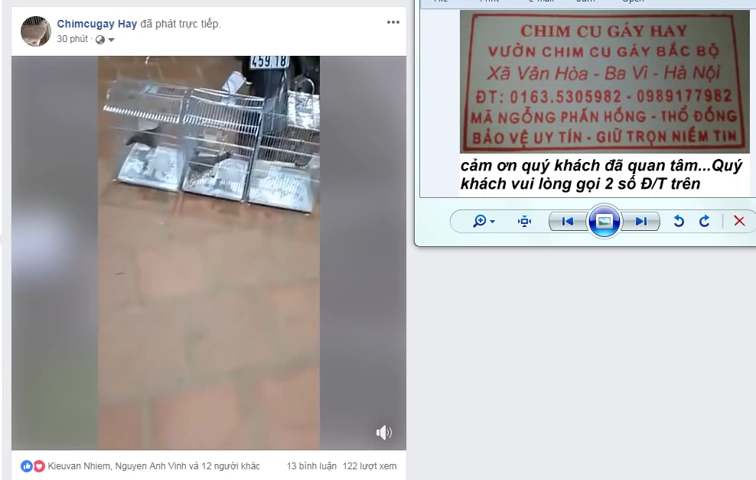 Chimcugay Hay đã phát trực tiếp.
30 phút
459.18
Kieuvan Nhiem, Nguyen Anh Vinh và 12 người khác
13 bình luận 122 lượt xem
CHIM CU GÁY HAY
VƯỜN CHIM CU GÁY BẮC BỘ
Xã Vân Hòa - Ba Vì - Hà Nội
ĐT: 0163.5305982 - 0989177982
MÃ NGỖNG PHẤN HỒNG - THỔ ĐỒNG
BẢO VỆ UY TÍN - GIỮ TRỌN NIỀM TIN
cảm ơn quý khách đã quan tâm...Quý
khách vui lòng gọi 2 số Đ/T trên